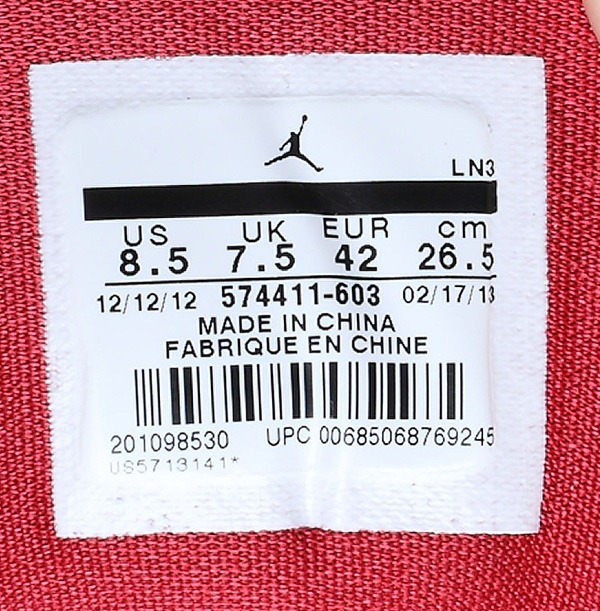 LN3
US UK EUR cm
8.5 7.5 42 26.5
12/12/12 574411-603 02/17/13
MADE IN CHINA
FABRIQUE EN CHINE
201098530 UPC 00685068769245
US5713141*